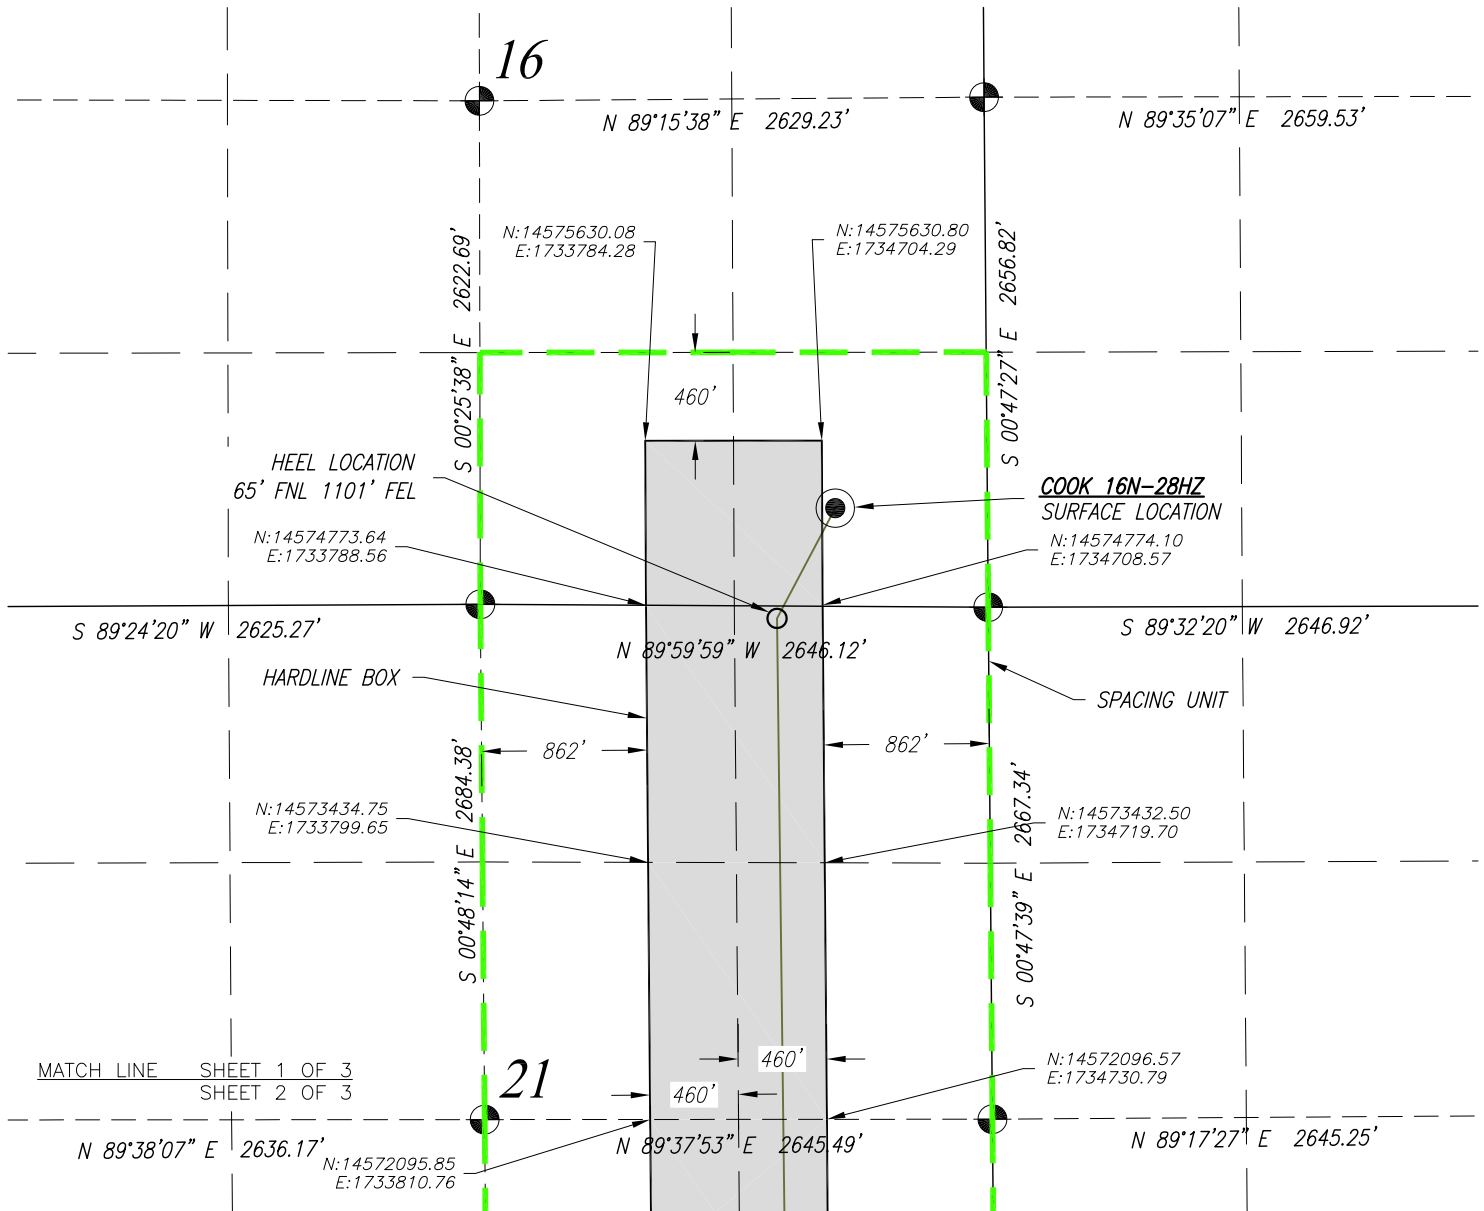 16
N 89°15'38" E 2629.23'
N 89°35'07" E 2659.53'
N:14575630.08
E:1733784.28
N:14575630.80
E:1734704.29
S 00°25'38" E 2622.69'
S 00°47'27" E 2656.82'
460'
HEEL LOCATION
65' FNL 1101' FEL
COOK 16N-28HZ
SURFACE LOCATION
N:14574773.64
E:1733788.56
N:14574774.10
E:1734708.57
S 89°24'20" W 2625.27'
N 89°59'59" W 2646.12'
S 89°32'20" W 2646.92'
HARDLINE BOX
SPACING UNIT
862'
862'
S 00°48'14" E 2684.38'
S 00°47'39" E 2667.34'
N:14573434.75
E:1733799.65
N:14573432.50
E:1734719.70
MATCH LINE SHEET 1 OF 3
SHEET 2 OF 3
21
460'
460'
N:14572096.57
E:1734730.79
N 89°38'07" E 2636.17'
N 89°37'53" E 2645.49'
N 89°17'27" E 2645.25'
N:14572095.85
E:1733810.76